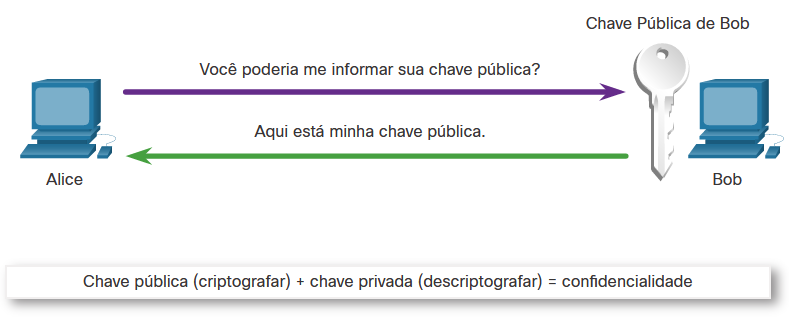 Chave Pública de Bob
Você poderia me informar sua chave pública?
Aqui está minha chave pública.
Alice
Bob
Chave pública (criptografar) + chave privada (descriptografar) = confidencialidade